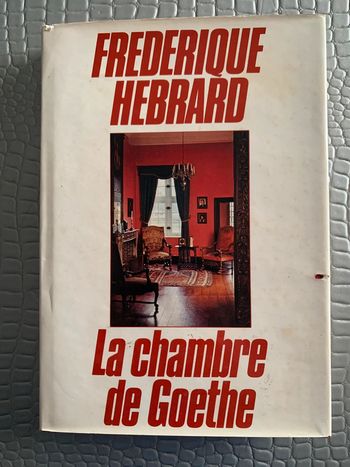 FREDERIQUE
HEBRARD
La chambre
de Goethe